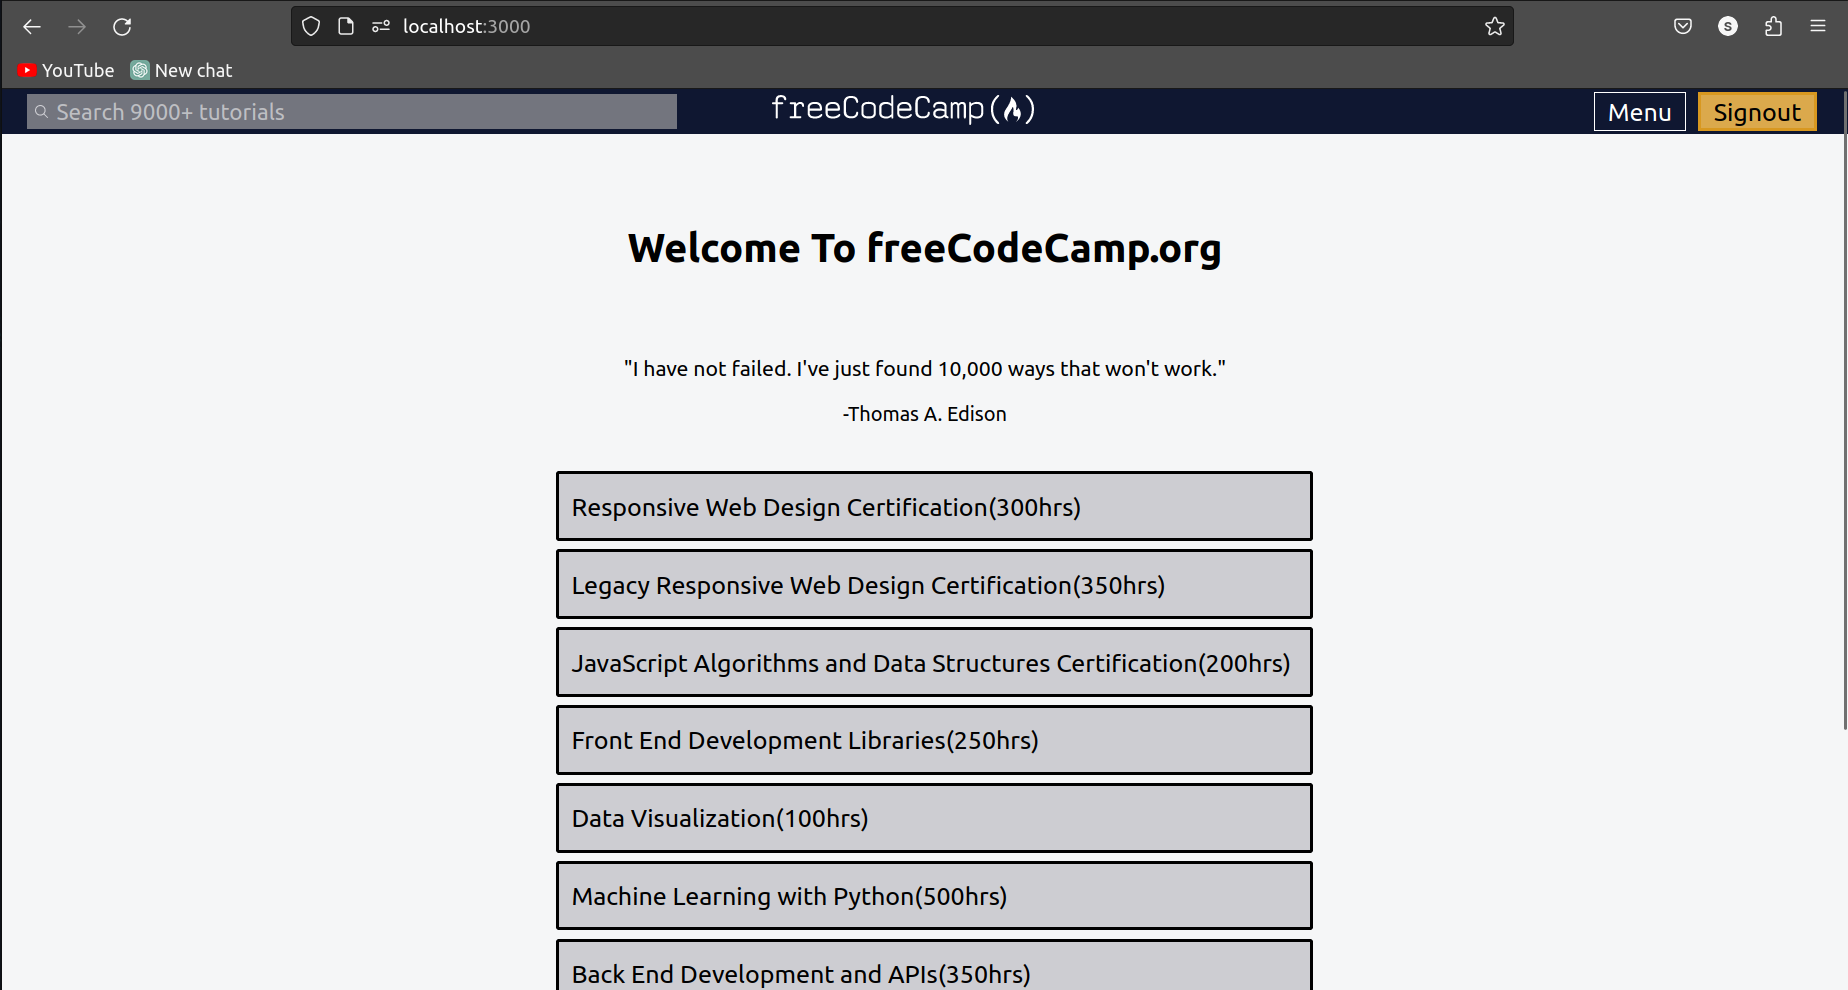 localhost:3000
YouTube New chat
Search 9000+ tutorials freeCodeCamp Menu Signout
Welcome To freeCodeCamp.org
"I have not failed. I've just found 10,000 ways that won't work."
-Thomas A. Edison
Responsive Web Design Certification(300hrs)
Legacy Responsive Web Design Certification(350hrs)
JavaScript Algorithms and Data Structures Certification(200hrs)
Front End Development Libraries(250hrs)
Data Visualization(100hrs)
Machine Learning with Python(500hrs)
Back End Development and APIs(350hrs)